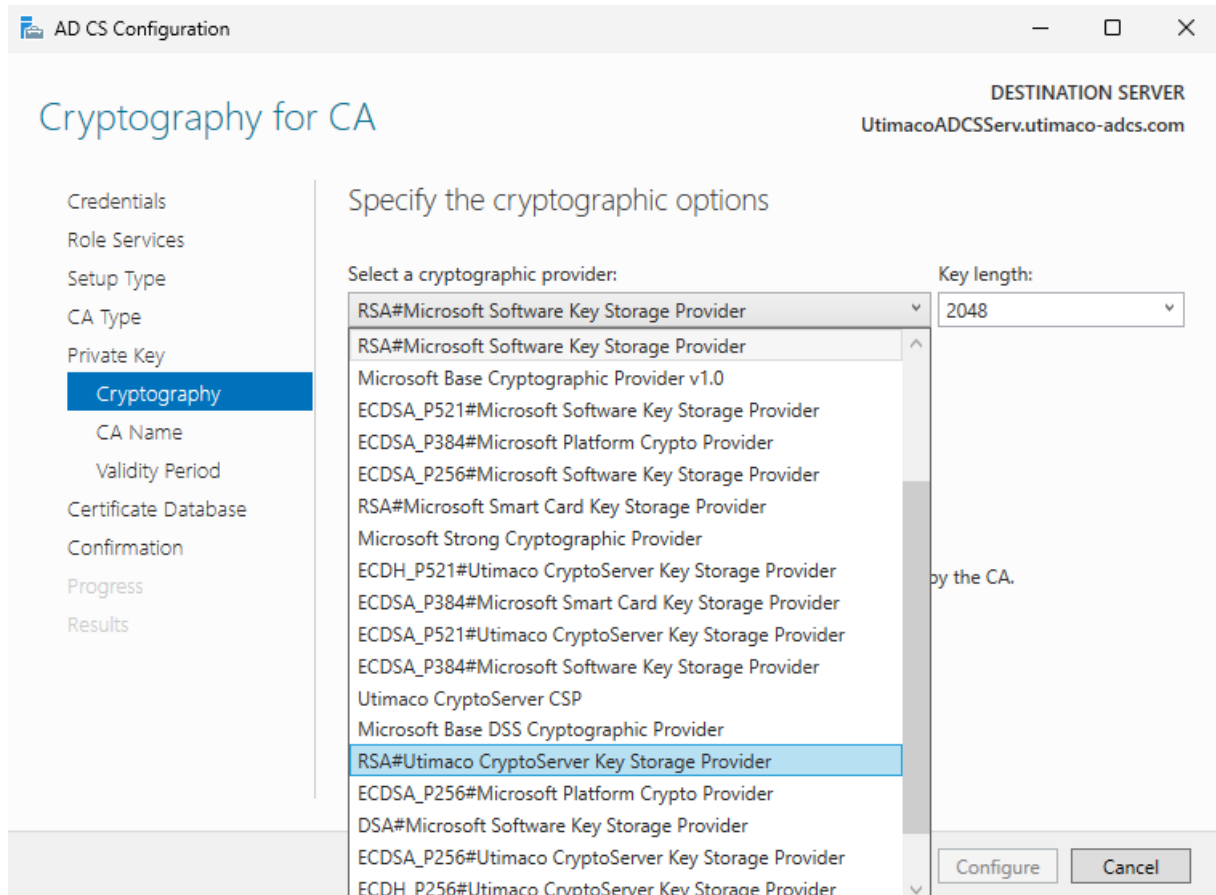 AD CS Configuration
DESTINATION SERVER
UtimacoADCSServ.utimaco-adcs.com
Cryptography for CA
Credentials
Role Services
Setup Type
CA Type
Private Key
Cryptography
CA Name
Validity Period
Certificate Database
Confirmation
Progress
Results
Specify the cryptographic options
Select a cryptographic provider:
Key length:
RSA#Microsoft Software Key Storage Provider
2048
RSA#Microsoft Software Key Storage Provider
Microsoft Base Cryptographic Provider v1.0
ECDSA_P521#Microsoft Software Key Storage Provider
ECDSA_P384#Microsoft Platform Crypto Provider
ECDSA_P256#Microsoft Software Key Storage Provider
RSA#Microsoft Smart Card Key Storage Provider
Microsoft Strong Cryptographic Provider
ECDH_P521#Utimaco CryptoServer Key Storage Provider
by the CA.
ECDSA_P384#Microsoft Smart Card Key Storage Provider
ECDSA_P521#Utimaco CryptoServer Key Storage Provider
ECDSA_P384#Microsoft Software Key Storage Provider
Utimaco CryptoServer CSP
Microsoft Base DSS Cryptographic Provider
RSA#Utimaco CryptoServer Key Storage Provider
ECDSA_P256#Microsoft Platform Crypto Provider
DSA#Microsoft Software Key Storage Provider
ECDSA_P256#Utimaco CryptoServer Key Storage Provider
ECDH_P256#Utimaco CryptoServer Key Storage Provider
Configure
Cancel